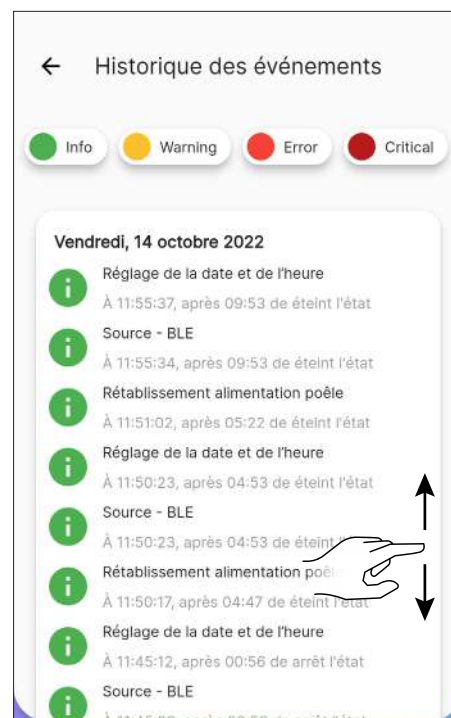 Historique des événements
Info Warning Error Critical
Vendredi, 14 octobre 2022
Réglage de la date et de l'heure
À 11:55:37, après 09:53 de éteint l'état
Source - BLE
À 11:55:34, après 09:53 de éteint l'état
Rétablissement alimentation poêle
À 11:51:02, après 05:22 de éteint l'état
Réglage de la date et de l'heure
À 11:50:23, après 04:53 de éteint l'état
Source - BLE
À 11:50:23, après 04:53 de éteint
Rétablissement alimentation poêle
À 11:50:17, après 04:47 de éteint l'état
Réglage de la date et de l'heure
À 11:45:12, après 00:56 de arrêt l'état
Source - BLE